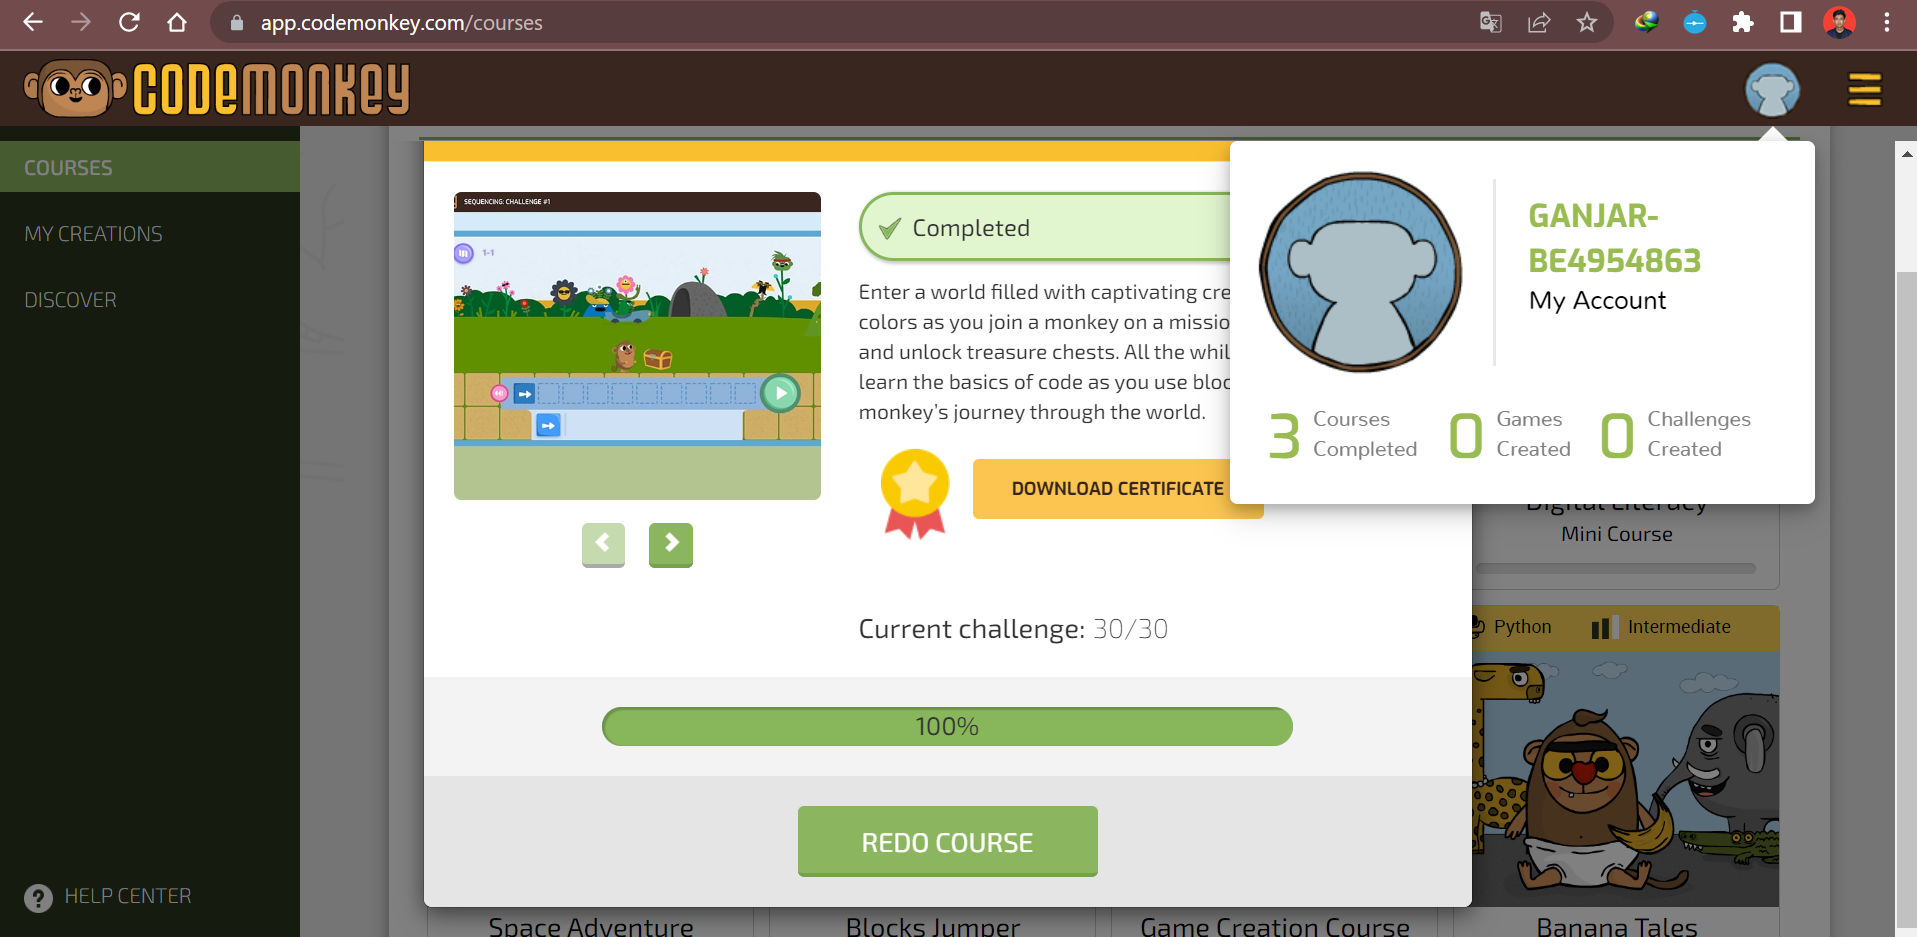 app.codemonkey.com/courses
CODEMONKEY
COURSES
MY CREATIONS
DISCOVER
HELP CENTER
SEQUENCING: CHALLENGE #1
1-1
Completed
Enter a world filled with captivating cre
colors as you join a monkey on a missio
and unlock treasure chests. All the whil
learn the basics of code as you use bloc
monkey's journey through the world.
DOWNLOAD CERTIFICATE
Current challenge: 30/30
100%
REDO COURSE
GANJAR-
BE4954863
My Account
3 Courses Completed
0 Games Created
0 Challenges Created
Digital Literacy
Mini Course
Python
Intermediate
Space Adventure
Blocks Jumper
Game Creation Course
Banana Tales